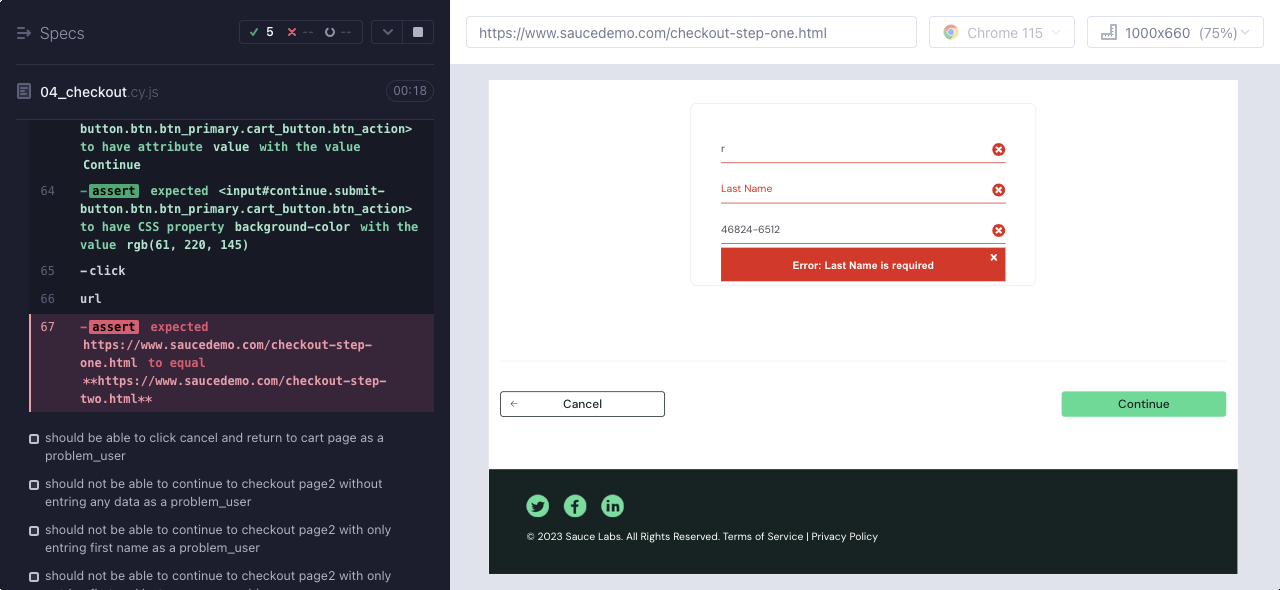 Specs
5
--
--
https://www.saucedemo.com/checkout-step-one.html
Chrome 115
1000x660 (75%)
04_checkout.cy.js
00:18
button.btn.btn_primary.cart_button.btn_action>
to have attribute value with the value
Continue
64 -assert expected <input#continue.submit-
button.btn.btn_primary.cart_button.btn_action>
to have CSS property background-color with the
value rgb(61, 220, 145)
65 -click
66 url
67 -assert expected
https://www.saucedemo.com/checkout-step-
one.html to equal
**https://www.saucedemo.com/checkout-step-
two.html**
should be able to click cancel and return to cart page as a
problem_user
should not be able to continue to checkout page2 without
entring any data as a problem_user
should not be able to continue to checkout page2 with only
entring first name as a problem_user
should not be able to continue to checkout page2 with only
r
Last Name
46824-6512
Error: Last Name is required
Cancel
Continue
© 2023 Sauce Labs. All Rights Reserved. Terms of Service | Privacy Policy